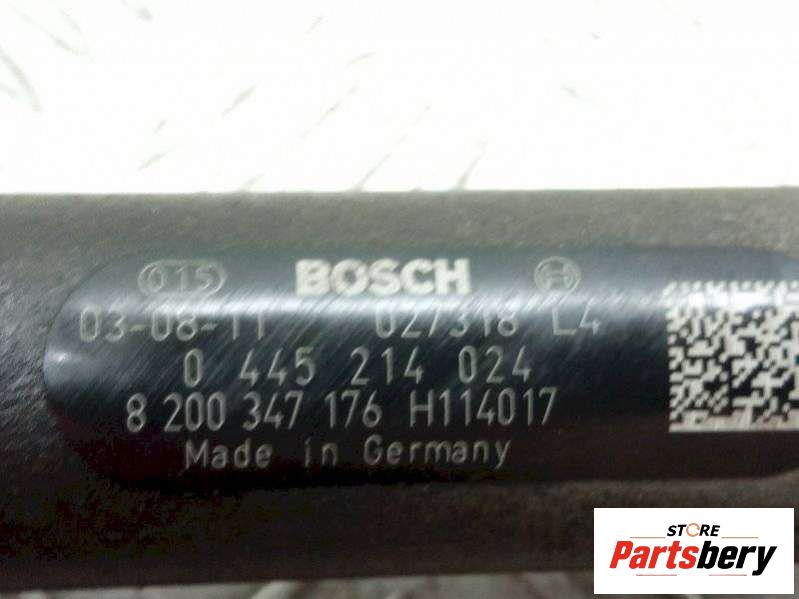 015 BOSCH
03-08-11 027318 L4
0 445 214 024
8 200 347 176 H114017
Made in Germany
STORE
Partsbery